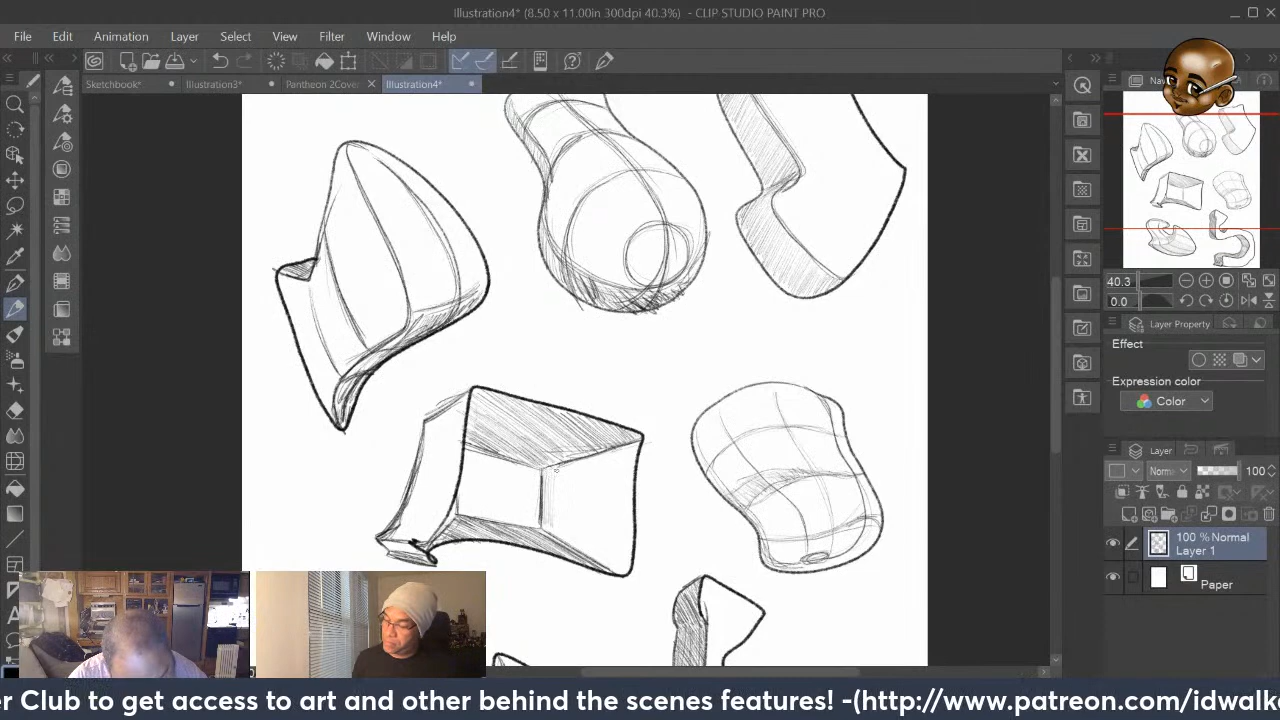 Illustration4* (8.50 x 11.00in 300dpi 40.3%) - CLIP STUDIO PAINT PRO
File Edit Animation Layer Select View Filter Window Help
Sketchbook* Illustration3* Pantheon 2Cover Illustration4*
40.3
0.0
Layer Property
Effect
Expression color
Color
Layer
Norm 100
100 % Normal
Layer 1
Paper
er Club to get access to art and other behind the scenes features! -(http://www.patreon.com/idwalk